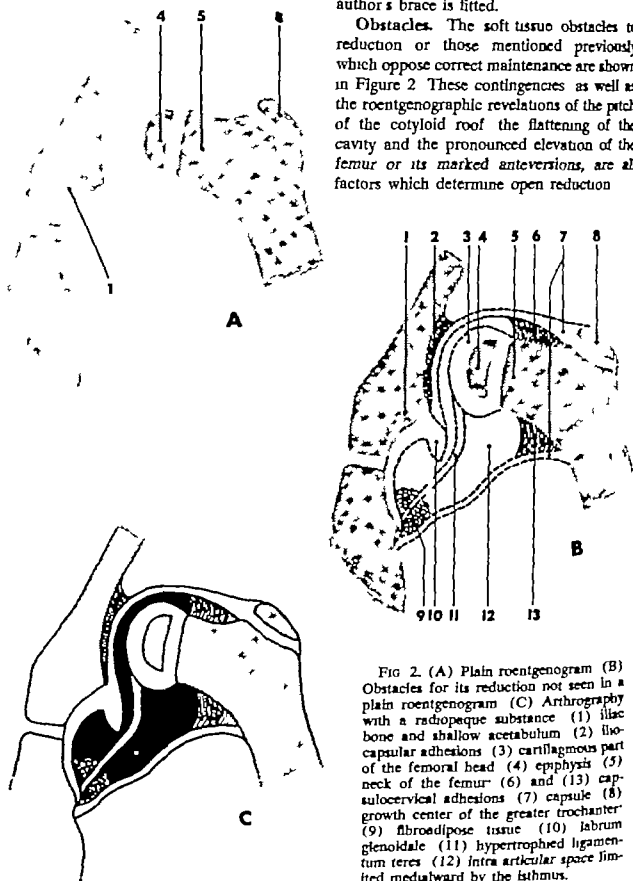 author s brace is fitted.
Obstacles. The soft tissue obstacles to
reduction or those mentioned previously
which oppose correct maintenance are shown
in Figure 2 These contingencies as well as
the roentgenographic revelations of the pitch
of the cotyloid roof the flattening of the
cavity and the pronounced elevation of the
femur or its marked anteversions, are all
factors which determine open reduction
4 5 8
1
A
1 2 3 4 5 6 7 8
B
9 10 11 12 13
C
FIG 2. (A) Plain roentgenogram (B)
Obstacles for its reduction not seen in a
plain roentgenogram (C) Arthrography
with a radiopaque substance (1) iliac
bone and shallow acetabulum (2) ilio-
capsular adhesions (3) cartilagmous part
of the femoral head (4) epiphysis (5)
neck of the femur (6) and (13) cap-
sulocervical adhesions (7) capsule (8)
growth center of the greater trochanter
(9) fibroadipose tissue (10) labrum
glenoidale (11) hypertrophied ligamen-
tum teres (12) intra articular space lim-
ited medialward by the isthmus.